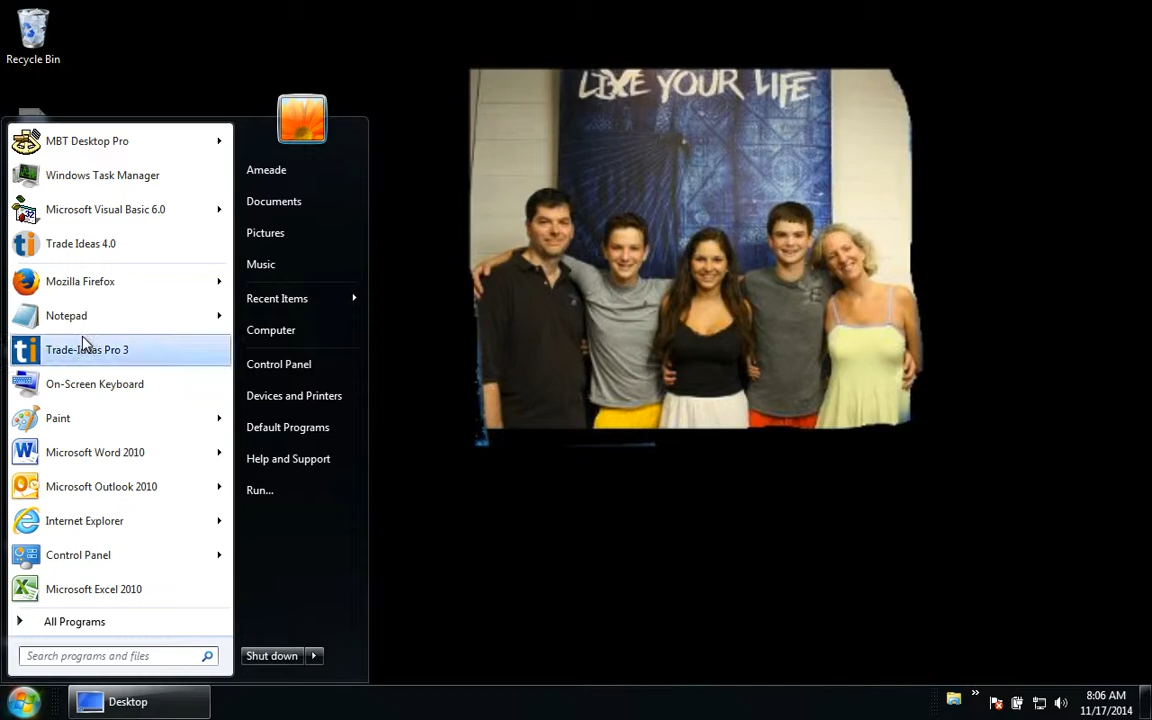 Recycle Bin
LIVE YOUR LIFE
MBT Desktop Pro
Windows Task Manager
Microsoft Visual Basic 6.0
ti Trade Ideas 4.0
Mozilla Firefox
Notepad
ti Trade-Ideas Pro 3
On-Screen Keyboard
Paint
Microsoft Word 2010
Microsoft Outlook 2010
Internet Explorer
Control Panel
Microsoft Excel 2010
All Programs
Search programs and files
Ameade
Documents
Pictures
Music
Recent Items
Computer
Control Panel
Devices and Printers
Default Programs
Help and Support
Run...
Shut down
Desktop
8:06 AM
11/17/2014